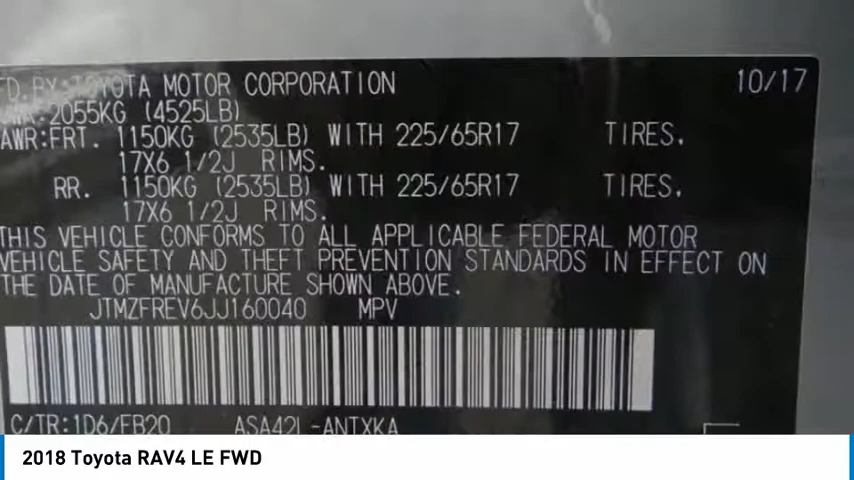 TOYOTA MOTOR CORPORATION 10/17
2055KG (4525LB)
AWR:FRT. 1150KG (2535LB) WITH 225/65R17 TIRES.
17X6 1/2J RIMS.
RR. 1150KG (2535LB) WITH 225/65R17 TIRES.
17X6 1/2J RIMS.
THIS VEHICLE CONFORMS TO ALL APPLICABLE FEDERAL MOTOR
VEHICLE SAFETY AND THEFT PREVENTION STANDARDS IN EFFECT ON
THE DATE OF MANUFACTURE SHOWN ABOVE.
JTMZFREV6JJ160040 MPV
C/TR:1D6/FB20 ASA42L-ANTXKA
2018 Toyota RAV4 LE FWD